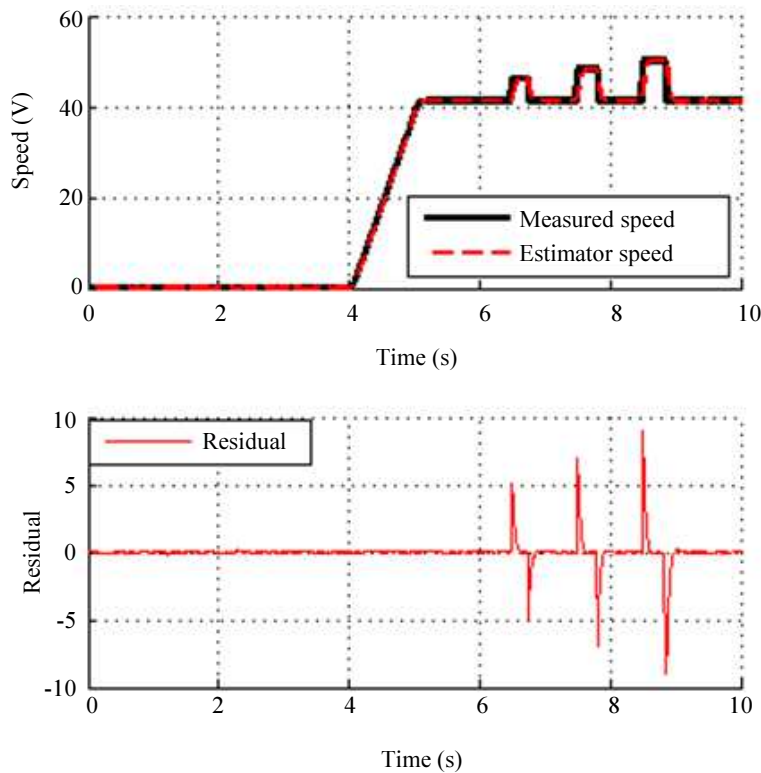 60
40
20
0
Speed (V)
Measured speed
Estimator speed
0 2 4 6 8 10
Time (s)
10
5
0
-5
-10
Residual
Residual
0 2 4 6 8 10
Time (s)